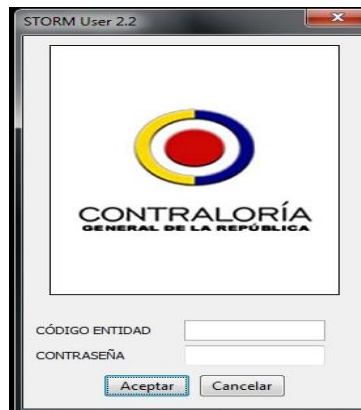 STORM User 2.2
CONTRALORÍA
GENERAL DE LA REPÚBLICA
CÓDIGO ENTIDAD
CONTRASEÑA
Aceptar Cancelar